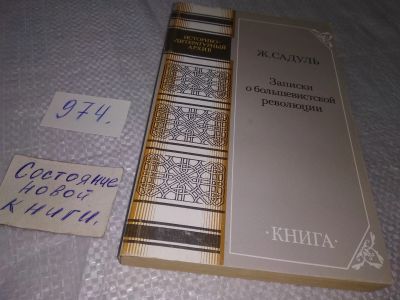 974.
Состояние
новой
книги.
ИСТОРИКО-
ЛИТЕРАТУРНЫЙ
АРХИВ
Ж. САДУЛЬ
Записки
о большевистской
революции
·КНИГА·